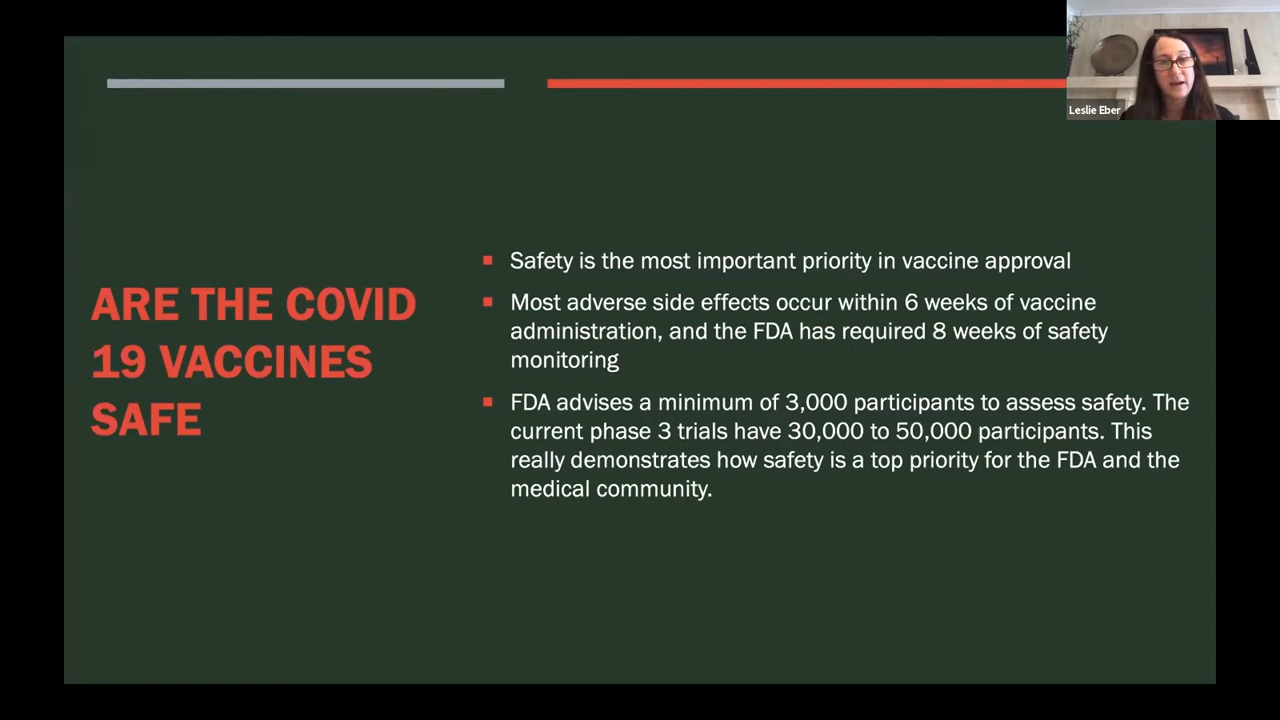 Leslie Eber
ARE THE COVID
19 VACCINES
SAFE
Safety is the most important priority in vaccine approval
Most adverse side effects occur within 6 weeks of vaccine
administration, and the FDA has required 8 weeks of safety
monitoring
FDA advises a minimum of 3,000 participants to assess safety. The
current phase 3 trials have 30,000 to 50,000 participants. This
really demonstrates how safety is a top priority for the FDA and the
medical community.